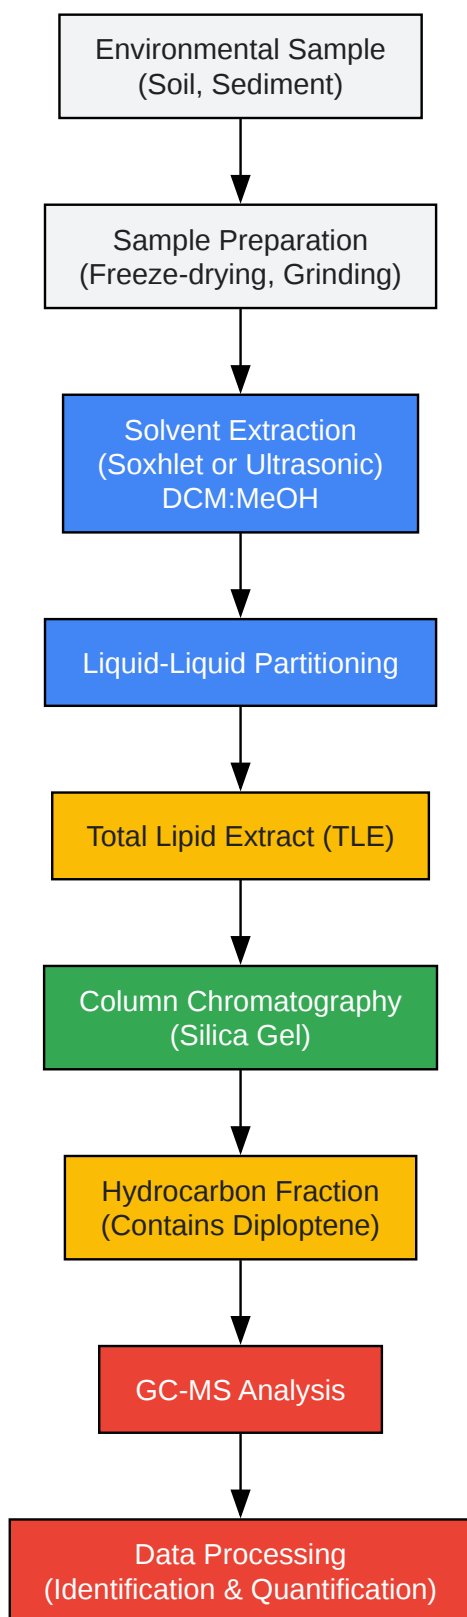 Environmental Sample
(Soil, Sediment)
Sample Preparation
(Freeze-drying, Grinding)
Solvent Extraction
(Soxhlet or Ultrasonic)
DCM:MeOH
Liquid-Liquid Partitioning
Total Lipid Extract (TLE)
Column Chromatography
(Silica Gel)
Hydrocarbon Fraction
(Contains Diploptene)
GC-MS Analysis
Data Processing
(Identification & Quantification)